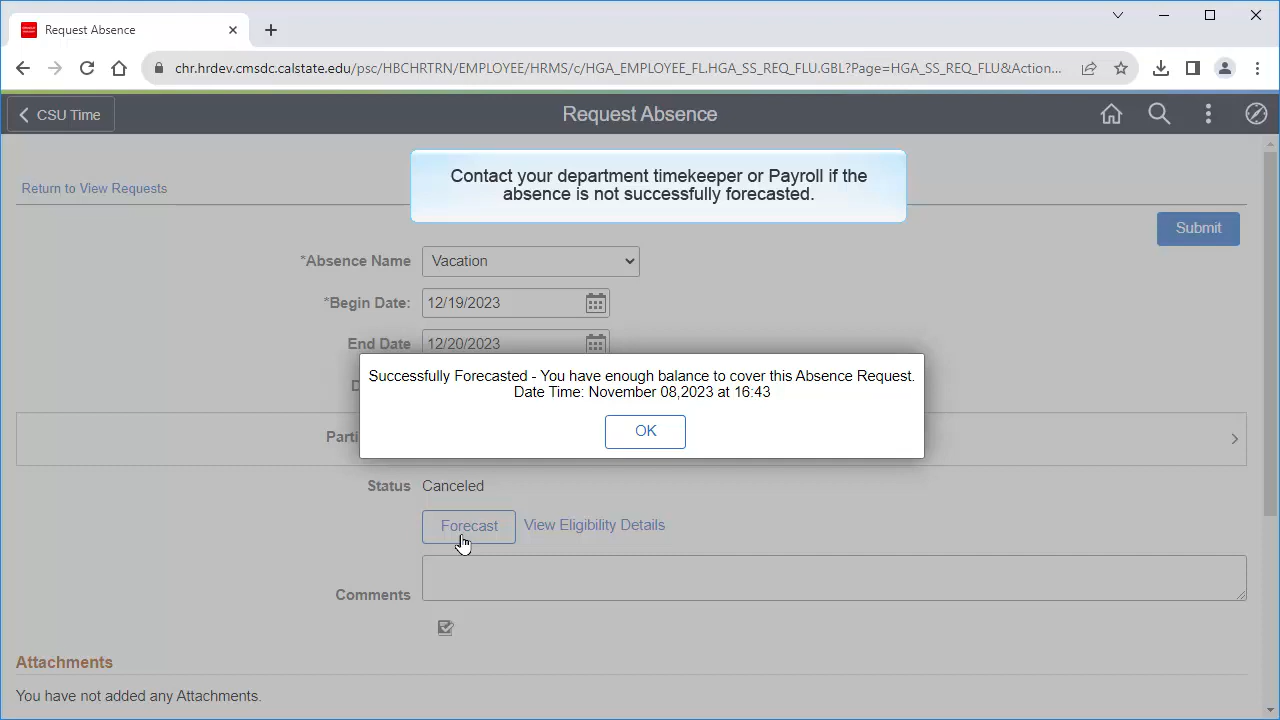 Request Absence
chr.hrdev.cmsdc.calstate.edu/psc/HBCHRTRN/EMPLOYEE/HRMS/c/HGA_EMPLOYEE_FL.HGA_SS_REQ_FLU.GBL?Page=HGA_SS_REQ_FLU&Action...
CSU Time
Request Absence
Contact your department timekeeper or Payroll if the
absence is not successfully forecasted.
Return to View Requests
Submit
*Absence Name Vacation
*Begin Date: 12/19/2023
End Date 12/20/2023
Successfully Forecasted - You have enough balance to cover this Absence Request.
Date Time: November 08,2023 at 16:43
OK
Status Canceled
Forecast View Eligibility Details
Comments
Attachments
You have not added any Attachments.